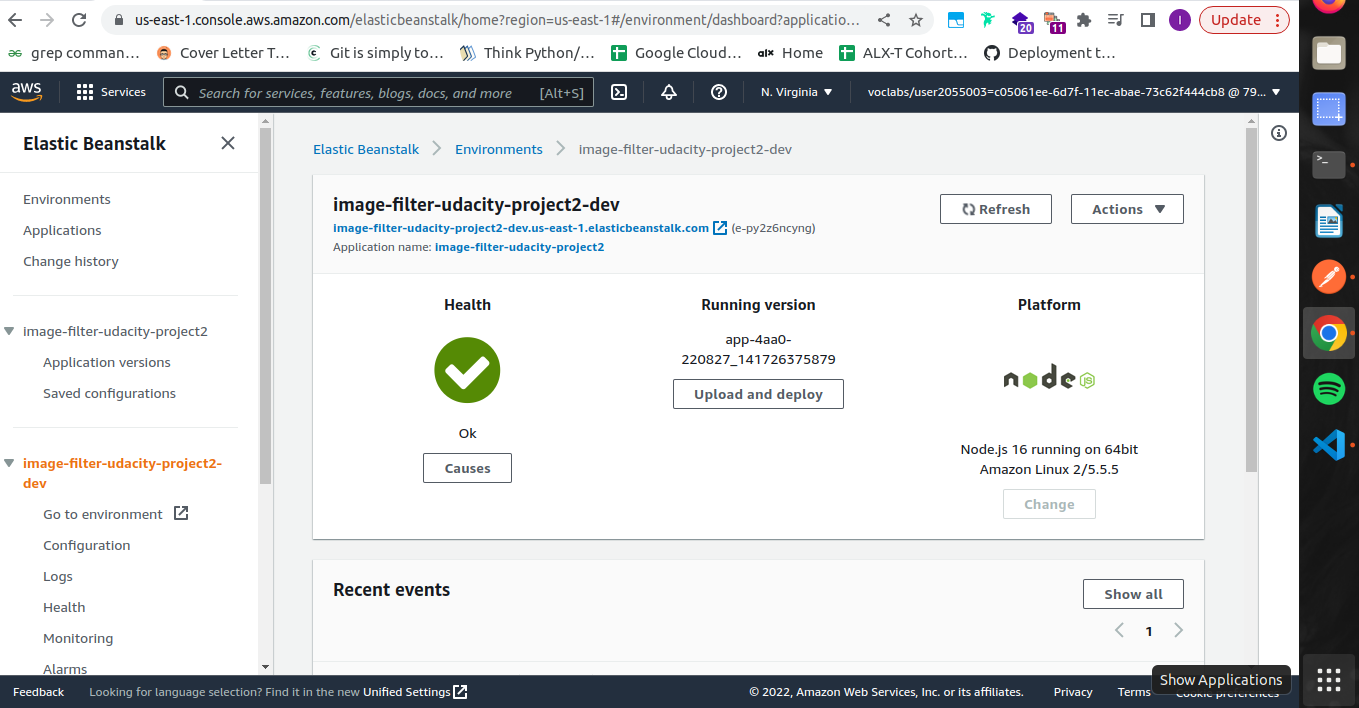 us-east-1.console.aws.amazon.com/elasticbeanstalk/home?region=us-east-1#/environment/dashboard?applicatio...
20
11
I
Update
grep comman...
Cover Letter T...
Git is simply to...
Think Python/...
Google Cloud...
alx
Home
ALX-T Cohort...
Deployment t...
aws
Services
Search for services, features, blogs, docs, and more
[Alt+S]
N. Virginia
voclabs/user2055003=c05061ee-6d7f-11ec-abae-73c62f444cb8 @ 79...
Elastic Beanstalk
Environments
Applications
Change history
image-filter-udacity-project2
Application versions
Saved configurations
image-filter-udacity-project2-
dev
Go to environment
Configuration
Logs
Health
Monitoring
Alarms
Elastic Beanstalk
Environments
image-filter-udacity-project2-dev
image-filter-udacity-project2-dev
image-filter-udacity-project2-dev.us-east-1.elasticbeanstalk.com (e-py2z6ncyng)
Application name: image-filter-udacity-project2
Refresh
Actions
Health
Ok
Causes
Running version
app-4aa0-
220827_141726375879
Upload and deploy
Platform
node
JS
Node.js 16 running on 64bit
Amazon Linux 2/5.5.5
Change
Recent events
Show all
1
Feedback
Looking for language selection? Find it in the new Unified Settings
© 2022, Amazon Web Services, Inc. or its affiliates.
Privacy
Terms
Cookie preferences
Show Applications